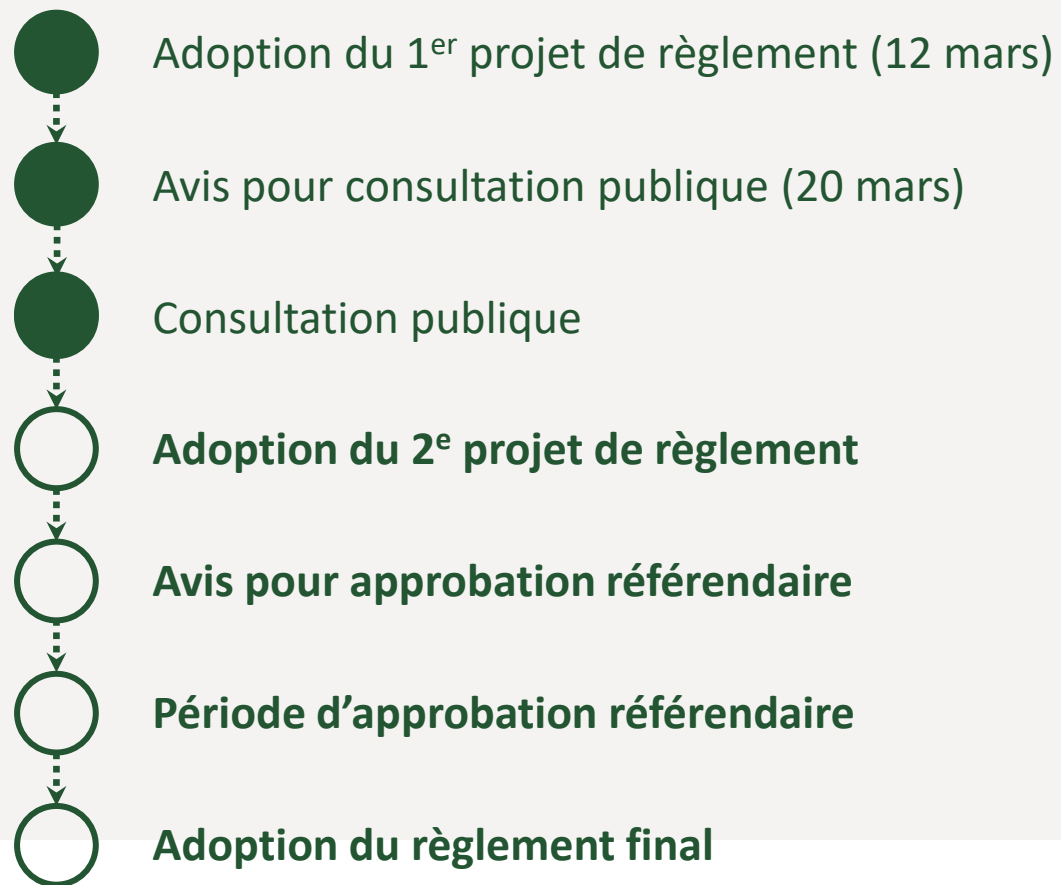 Adoption du 1er projet de règlement (12 mars)
Avis pour consultation publique (20 mars)
Consultation publique
Adoption du 2e projet de règlement
Avis pour approbation référendaire
Période d’approbation référendaire
Adoption du règlement final